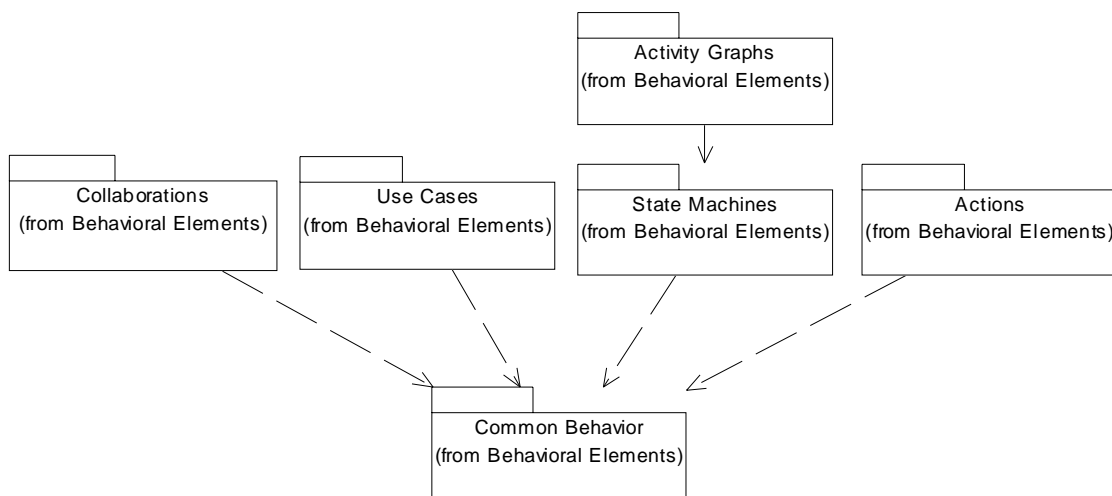 Activity Graphs
(from Behavioral Elements)
Collaborations
(from Behavioral Elements)
Use Cases
(from Behavioral Elements)
State Machines
(from Behavioral Elements)
Actions
(from Behavioral Elements)
Common Behavior
(from Behavioral Elements)